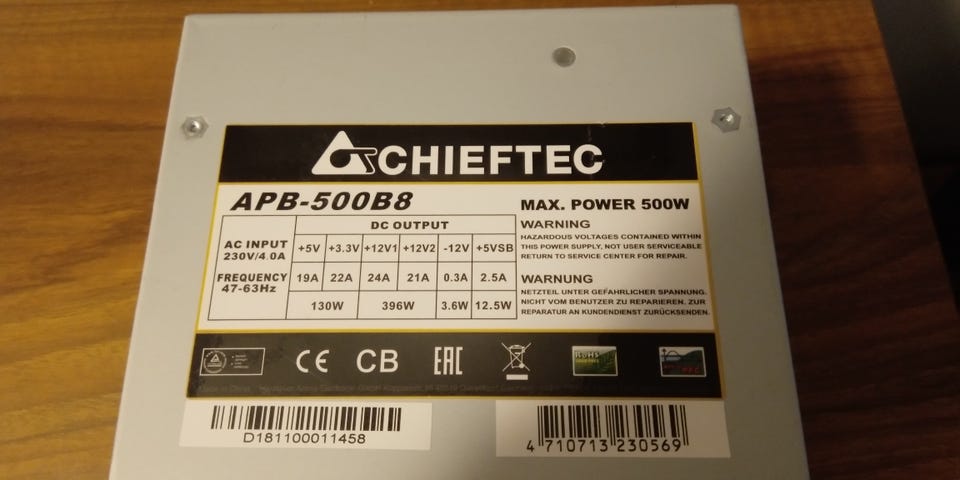 CHIEFTEC
APB-500B8
MAX. POWER 500W
AC INPUT
230V/4.0A
FREQUENCY
47-63Hz
DC OUTPUT
+5V +3.3V +12V1 +12V2 -12V +5VSB
19A 22A 24A 21A 0.3A 2.5A
130W 396W 3.6W 12.5W
WARNING
HAZARDOUS VOLTAGES CONTAINED WITHIN
THIS POWER SUPPLY, NOT USER SERVICEABLE
RETURN TO SERVICE CENTER FOR REPAIR.
WARNUNG
NETZTEIL UNTER GEFÄHRLICHER SPANNUNG.
NICHT VOM BENUTZER ZU REPARIEREN. ZUR
REPARATUR AN KUNDENDIENST ZURÜCKSENDEN.
CE CB EAC RoHS
D181100011458
4 710713 230569